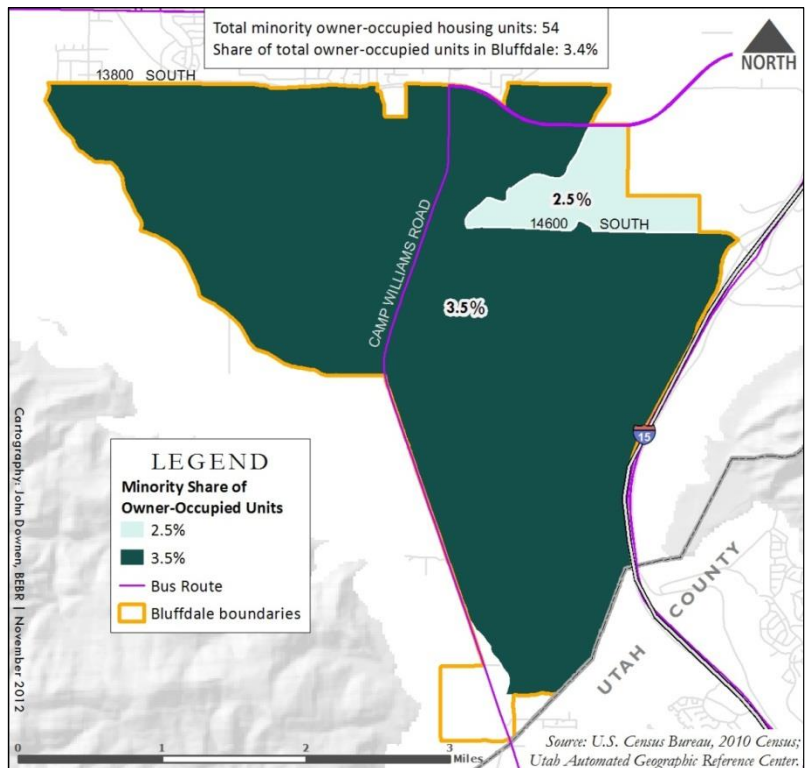 Total minority owner-occupied housing units: 54
Share of total owner-occupied units in Bluffdale: 3.4%
NORTH
13800 SOUTH
2.5%
14600 SOUTH
CAMP WILLIAMS ROAD
3.5%
15
LEGEND
Minority Share of
Owner-Occupied Units
2.5%
3.5%
Bus Route
Bluffdale boundaries
Cartography: John Downen, BEBR | November 2012
UTAH COUNTY
0 1 2 3
Miles
Source: U.S. Census Bureau, 2010 Census;
Utah Automated Geographic Reference Center.